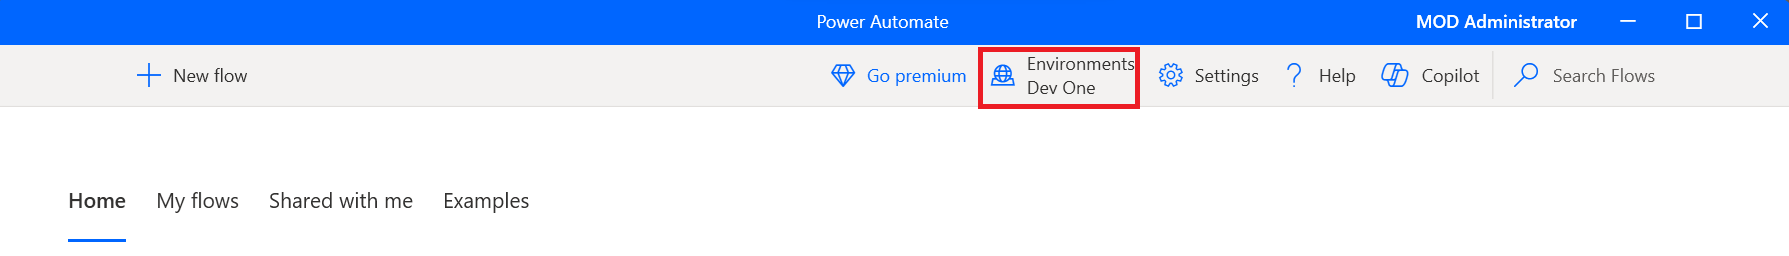 Power Automate
MOD Administrator
New flow
Go premium
Environments
Dev One
Settings
Help
Copilot
Search Flows
Home
My flows
Shared with me
Examples